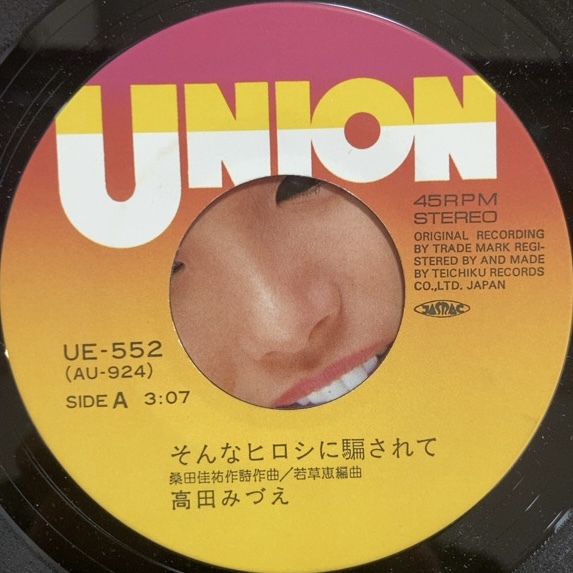 UNION
45RPM
STEREO
ORIGINAL RECORDING
BY TRADE MARK REGI-
STERED BY AND MADE
BY TEICHIKU RECORDS
CO.,LTD. JAPAN
JASRAC
UE-552
(AU-924)
SIDE A 3:07
そんなヒロシに騙されて
桑田佳祐作詩作曲／若草恵編曲
高田みづえ